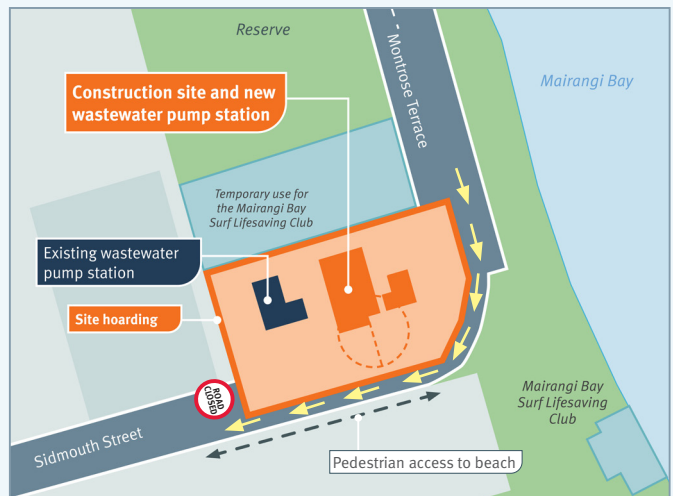 Reserve
Montrose Terrace
Mairangi Bay
Construction site and new
wastewater pump station
Temporary use for
the Mairangi Bay
Surf Lifesaving Club
Existing wastewater
pump station
Site hoarding
ROAD
CLOSED
Sidmouth Street
Pedestrian access to beach
Mairangi Bay
Surf Lifesaving
Club